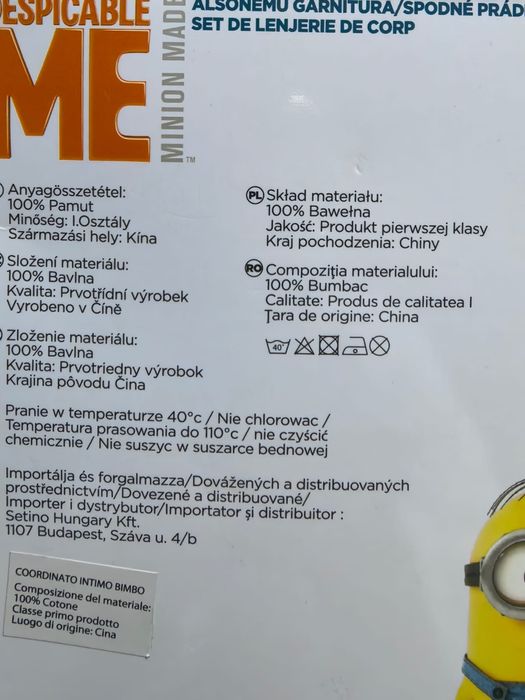 DESPICABLE
ME
MINION MADE
TM
ALSÓNEMŰ GARNITÚRA/SPODNÉ PRÁD
SET DE LENJERIE DE CORP
Anyagösszetétel:
100% Pamut
Minőség: I.Osztály
Származási hely: Kína
Složení materiálu:
100% Bavlna
Kvalita: Prvotřídní výrobek
Vyrobeno v Číně
Zloženie materiálu:
100% Bavlna
Kvalita: Prvotriedny výrobok
Krajina pôvodu Čina
PL Skład materiału:
100% Bawełna
Jakość: Produkt pierwszej klasy
Kraj pochodzenia: Chiny
RO Compoziția materialului:
100% Bumbac
Calitate: Produs de calitatea I
Țara de origine: China
40°
Pranie w temperaturze 40°c / Nie chlorowac /
Temperatura prasowania do 110°c / nie czyścić
chemicznie / Nie suszyc w suszarce bednowej
Importálja és forgalmazza/Dovážených a distribuovaných
prostřednictvím/Dovezené a distribuované/
Importer i dystrybutor/Importator și distribuitor :
Setino Hungary Kft.
1107 Budapest, Száva u. 4/b
COORDINATO INTIMO BIMBO
Composizione del materiale:
100% Cotone
Classe primo prodotto
Luogo di origine: Cina